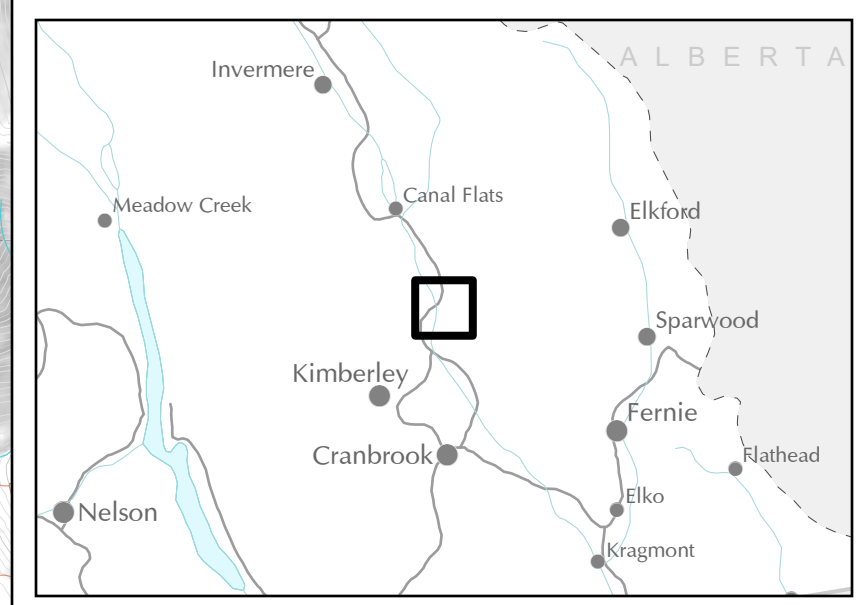 ALBERTA
Invermere
Meadow Creek
Canal Flats
Elkford
Sparwood
Kimberley
Fernie
Cranbrook
Flathead
Elko
Nelson
Kragmont